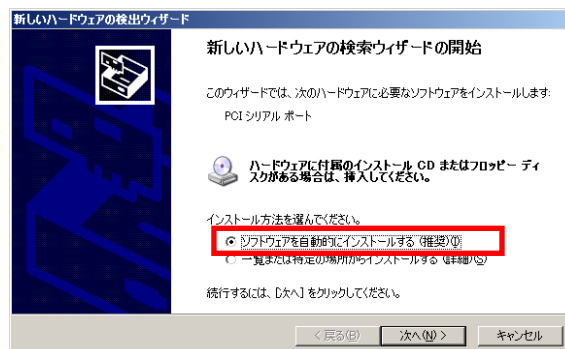 新しいハードウェアの検出ウィザード
新しいハードウェアの検索ウィザードの開始
このウィザードでは、次のハードウェアに必要なソフトウェアをインストールします:
PCI シリアル ポート
ハードウェアに付属のインストール CD またはフロッピー ディ
スクがある場合は、挿入してください。
インストール方法を選んでください。
ソフトウェアを自動的にインストールする (推奨)(I)
一覧または特定の場所からインストールする (詳細)(S)
続行するには、[次へ] をクリックしてください。
< 戻る(B)
次へ(N) >
キャンセル